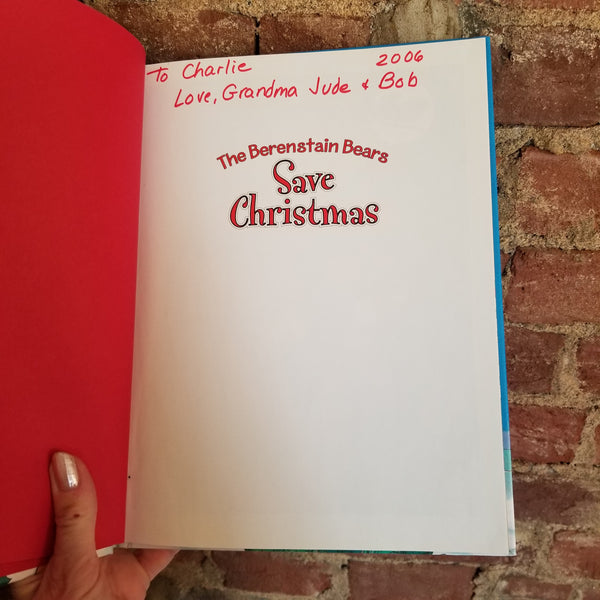 To Charlie 2006
Love, Grandma Jude & Bob
The Berenstain Bears
Save
Christmas